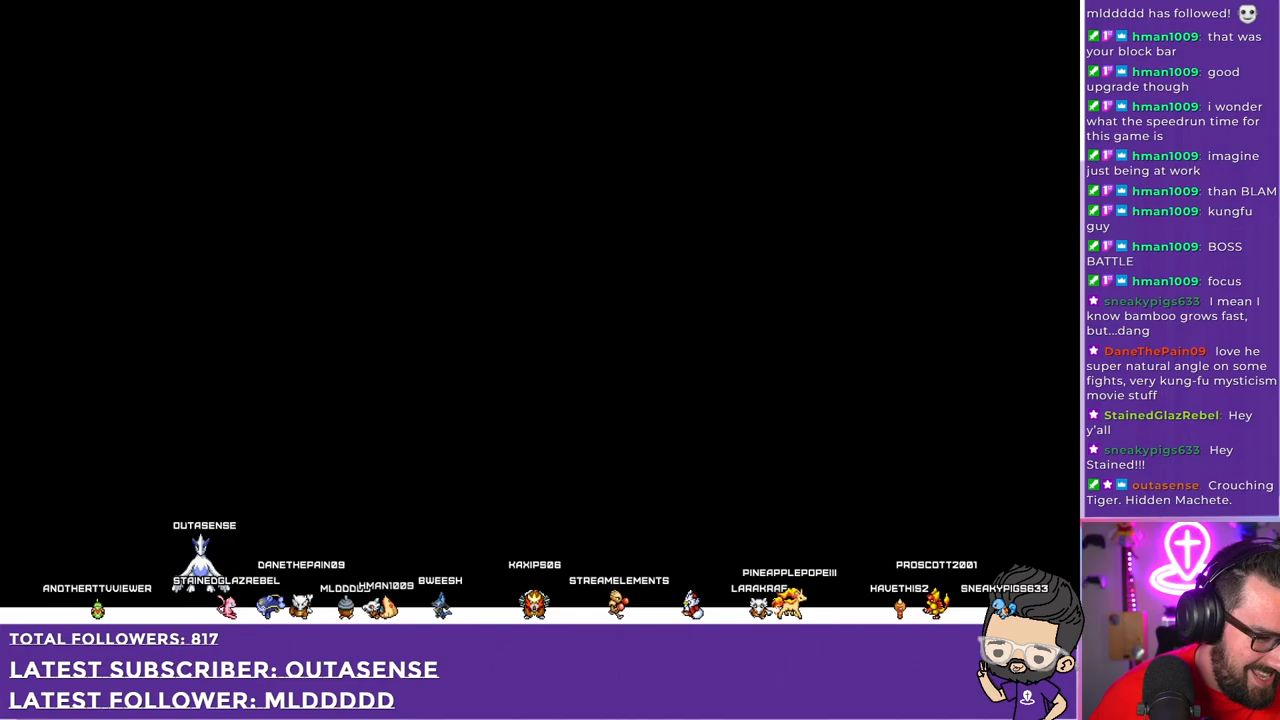 mlddddd has followed!
hman1009: that was
your block bar
hman1009: good
upgrade though
hman1009: i wonder
what the speedrun time for
this game is
hman1009: imagine
just being at work
hman1009: than BLAM
hman1009: kungfu
guy
hman1009: BOSS
BATTLE
hman1009: focus
sneakypigs633: I mean I
know bamboo grows fast,
but...dang
DaneThePain09: love he
super natural angle on some
fights, very kung-fu mysticism
movie stuff
StainedGlazRebel: Hey
y'all
sneakypigs633: Hey
Stained!!!
outasense: Crouching
Tiger. Hidden Machete.
OUTASENSE
DANETHEPAIN09
KAXIPS06
PROSCOTT2001
PINEAPPLEPOPE!!!
STAINEDGLAZREBEL
BWEESH
STREAMELEMENTS
ANOTHERTTVVIEWER
HMAN1009
HAVETHIS2
SNEAKYPIGS633
TOTAL FOLLOWERS: 817
LATEST SUBSCRIBER: OUTASENSE
LATEST FOLLOWER: MLDDDDD